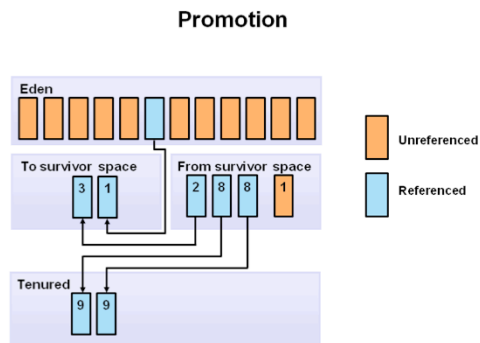 Promotion
Eden
Unreferenced
To survivor space
From survivor space
3 1
2 8 8 1
Referenced
Tenured
9 9